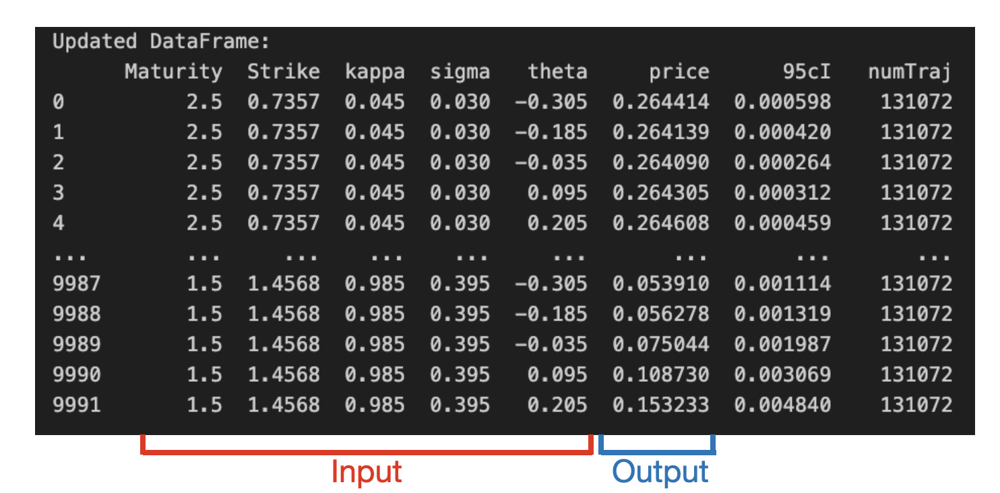 Updated DataFrame:
Maturity Strike kappa sigma theta price 95cI numTraj
0 2.5 0.7357 0.045 0.030 −0.305 0.264414 0.000598 131072
1 2.5 0.7357 0.045 0.030 −0.185 0.264139 0.000420 131072
2 2.5 0.7357 0.045 0.030 −0.035 0.264090 0.000264 131072
3 2.5 0.7357 0.045 0.030 0.095 0.264305 0.000312 131072
4 2.5 0.7357 0.045 0.030 0.205 0.264608 0.000459 131072
... ... ... ... ... ... ... ... ...
9987 1.5 1.4568 0.985 0.395 −0.305 0.053910 0.001114 131072
9988 1.5 1.4568 0.985 0.395 −0.185 0.056278 0.001319 131072
9989 1.5 1.4568 0.985 0.395 −0.035 0.075044 0.001987 131072
9990 1.5 1.4568 0.985 0.395 0.095 0.108730 0.003069 131072
9991 1.5 1.4568 0.985 0.395 0.205 0.153233 0.004840 131072
Input Output